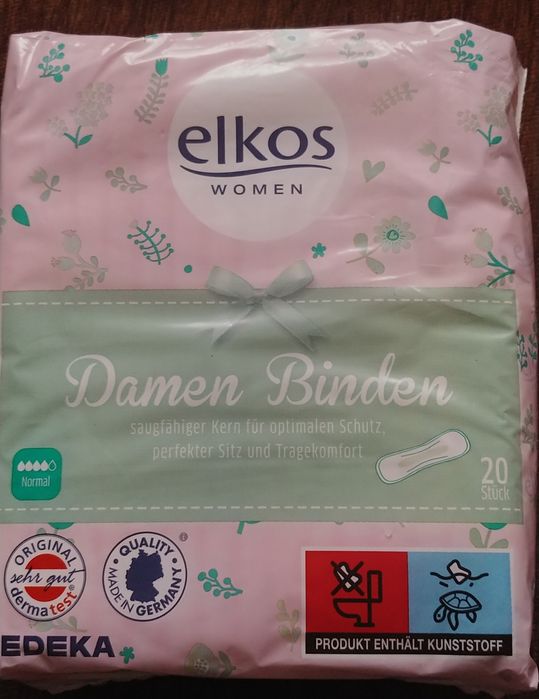 elkos
WOMEN
Damen Binden
saugfähiger Kern für optimalen Schutz,
perfekter Sitz und Tragekomfort
Normal
20
Stück
ORIGINAL
sehr gut
dermatest®
QUALITY
MADE IN GERMANY
EDEKA
PRODUKT ENTHÄLT KUNSTSTOFF